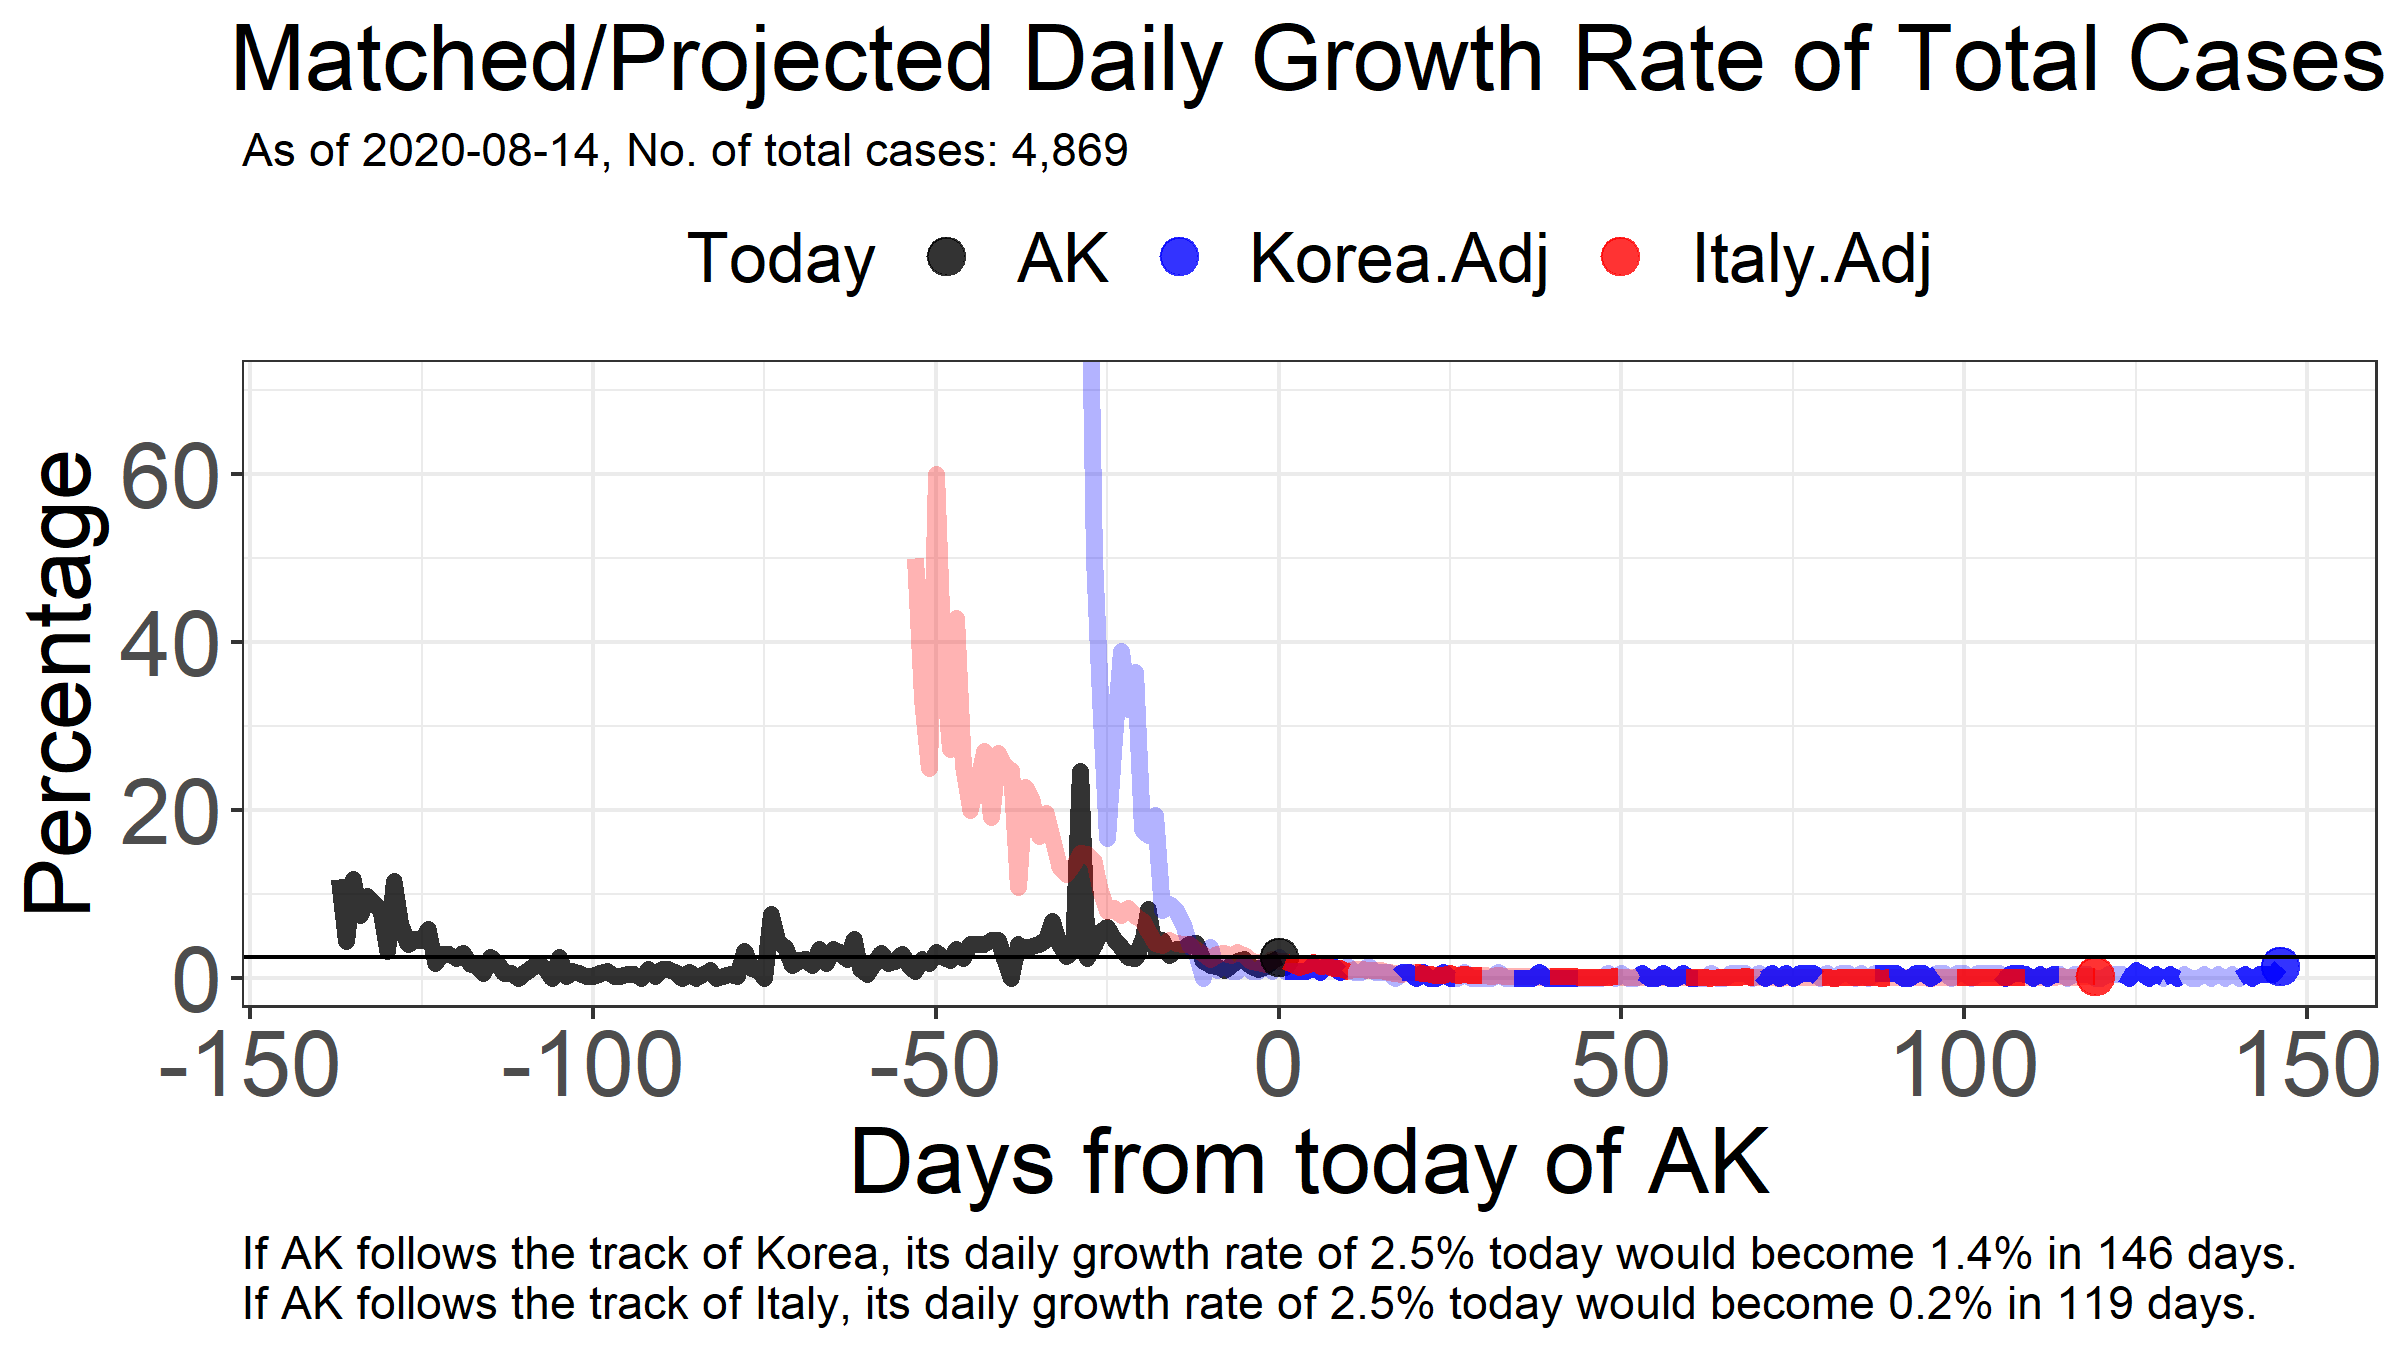 Matched/Projected Daily Growth Rate of Total Cases
As of 2020-08-14, No. of total cases: 4,869
Today AK Korea.Adj Italy.Adj
Percentage
60
40
20
0
-150 -100 -50 0 50 100 150
Days from today of AK
If AK follows the track of Korea, its daily growth rate of 2.5% today would become 1.4% in 146 days.
If AK follows the track of Italy, its daily growth rate of 2.5% today would become 0.2% in 119 days.